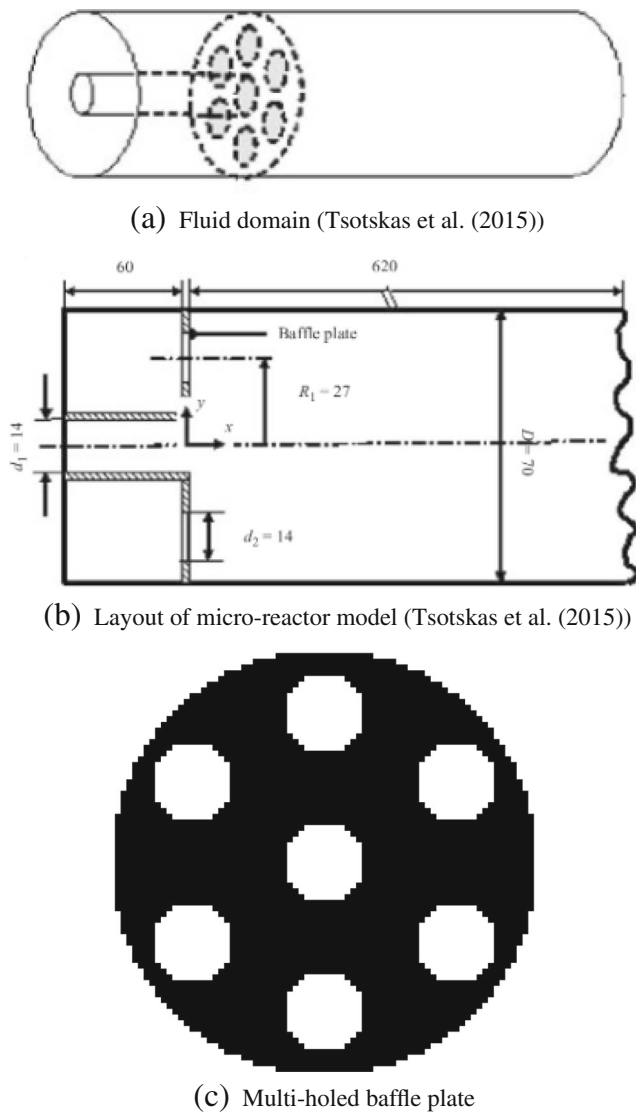 (a) Fluid domain (Tsotskas et al. (2015))
60
620
Baffle plate
R₁ = 27
y
x
d₁ = 14
D = 70
d₂ = 14
(b) Layout of micro-reactor model (Tsotskas et al. (2015))
(c) Multi-holed baffle plate